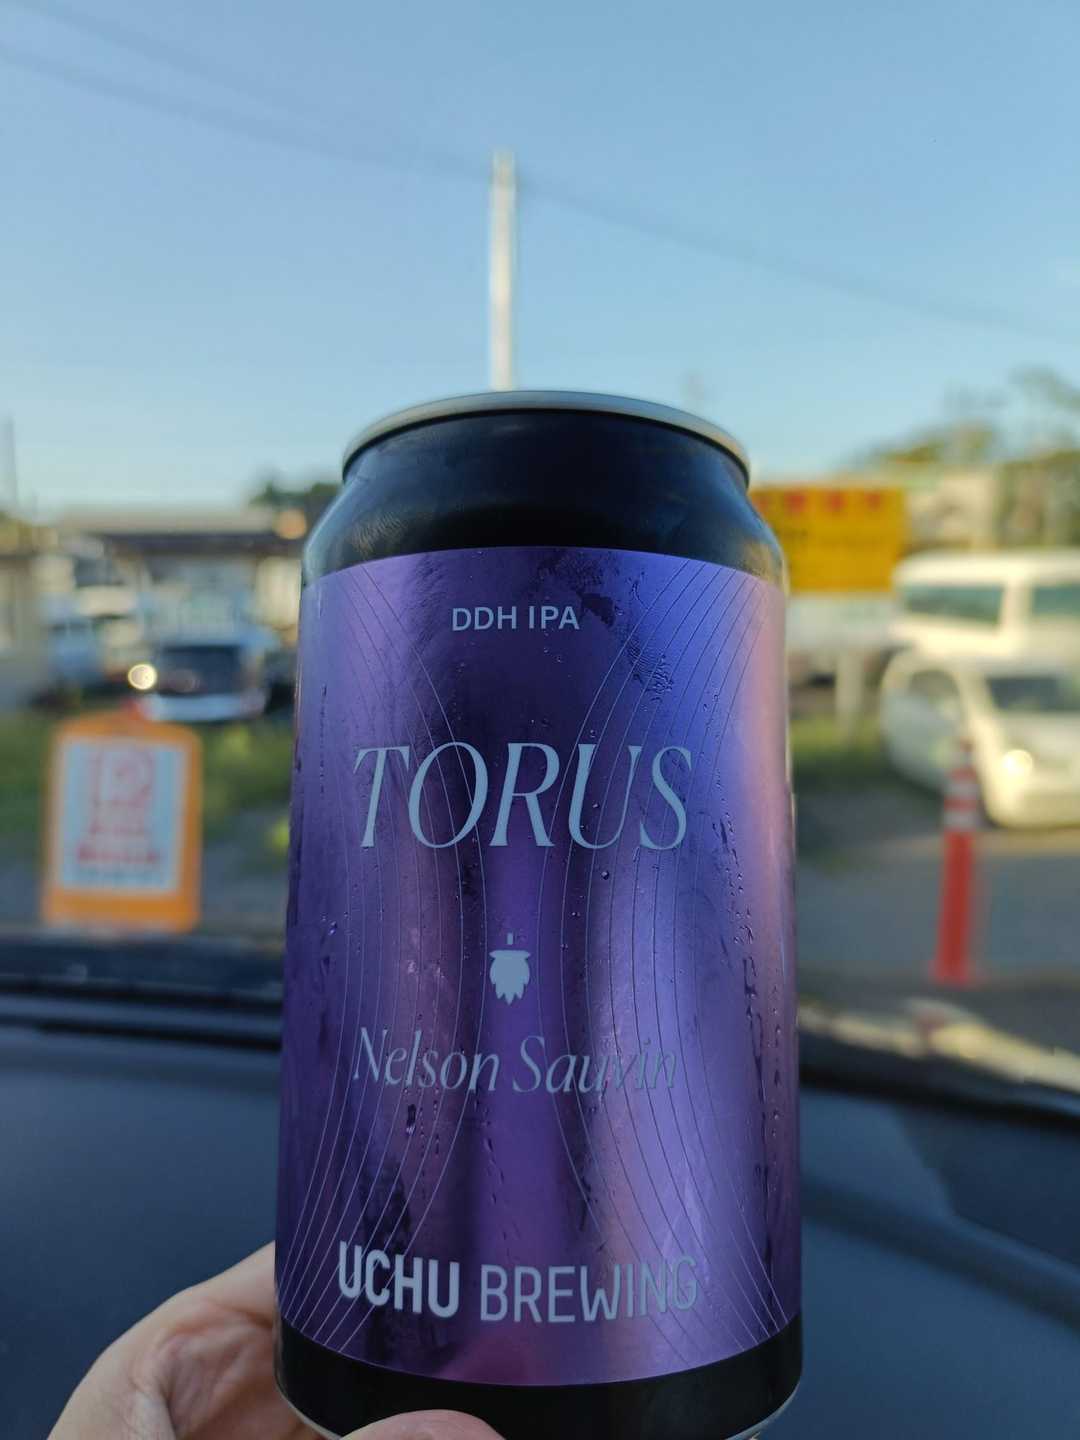 DDH IPA
TORUS
Nelson Sauvin
UCHU BREWING